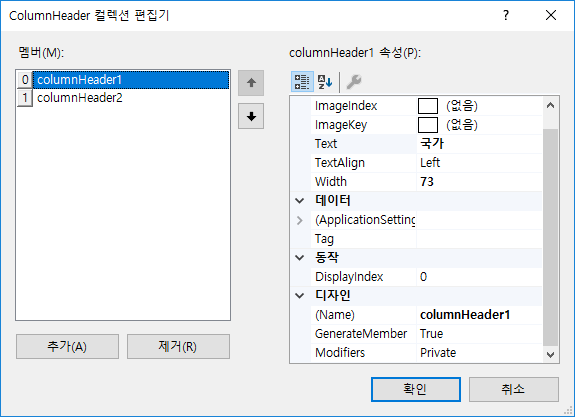 ColumnHeader 컬렉션 편집기
멤버(M):
0 columnHeader1
1 columnHeader2
추가(A) 제거(R)
columnHeader1 속성(P):
ImageIndex (없음)
ImageKey (없음)
Text 국가
TextAlign Left
Width 73
데이터
(ApplicationSetting
Tag
동작
DisplayIndex 0
디자인
(Name) columnHeader1
GenerateMember True
Modifiers Private
확인 취소